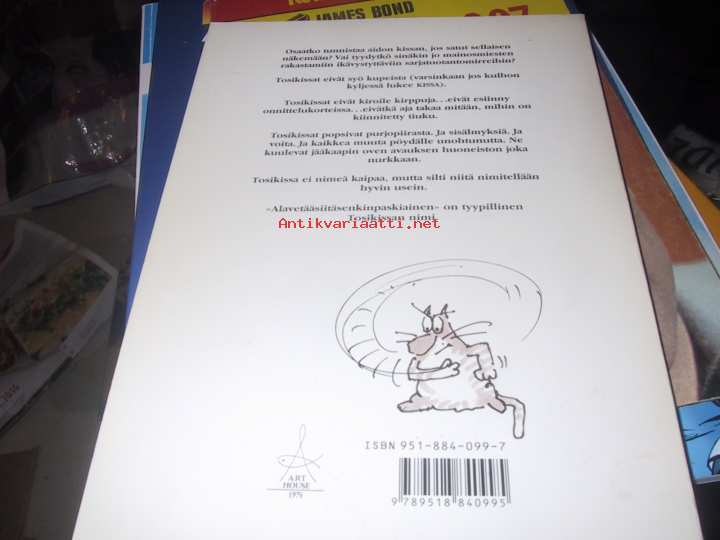 JAMES BOND
Osaatko tunnistaa aidon kissan, jos satut sellaisen
näkemään? Vai tyydytkö sinäkin jo mainosmiesten
rakastamiin ikävystyttäviin sarjatuotantomirreihin?
Tosikissat eivät syö kupeista (varsinkaan jos kulhon
kyljessä lukee KISSA).
Tosikissat eivät kiroile kirppuja. . .eivät esiinny
onnittelukorteissa. . .eivätkä aja takaa mitään, mihin on
kiinnitetty tiuku.
Tosikissat popsivat purjopiirasta. Ja sisälmyksiä. Ja
voita. Ja kaikkea muuta pöydälle unohtunutta. Ne
kuulevat jääkaapin oven avauksen huoneiston joka
nurkkaan.
Tosikissa ei nimeä kaipaa, mutta silti niitä nimitellään
hyvin usein.
»Alavetääsiitäsenkinpaskiainen» on tyypillinen
Tosikissan nimi.
Antikvariaatti.net
ISBN 951-884-099-7
ART
HOUSE
1975
9 789518 840995